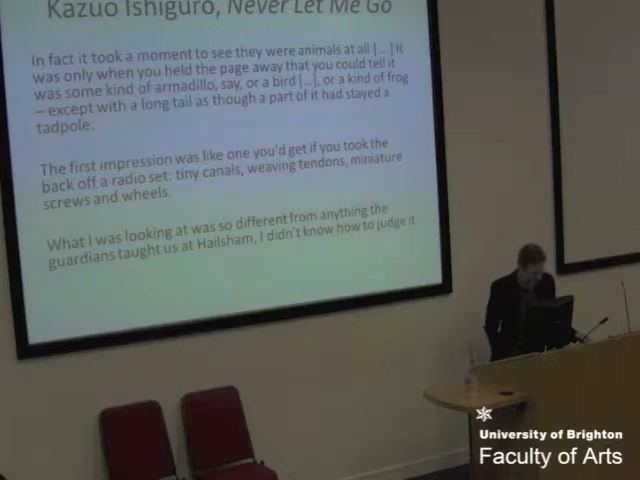 Kazuo Ishiguro, Never Let Me Go
In fact it took a moment to see they were animals at all [...] It
was only when you held the page away that you could tell it
was some kind of armadillo, say, or a bird [...], or a kind of frog
– except with a long tail as though a part of it had stayed a
tadpole.
The first impression was like one you'd get if you took the
back off a radio set: tiny canals, weaving tendons, miniature
screws and wheels.
What I was looking at was so different from anything the
guardians taught us at Hailsham, I didn't know how to judge it
University of Brighton
Faculty of Arts